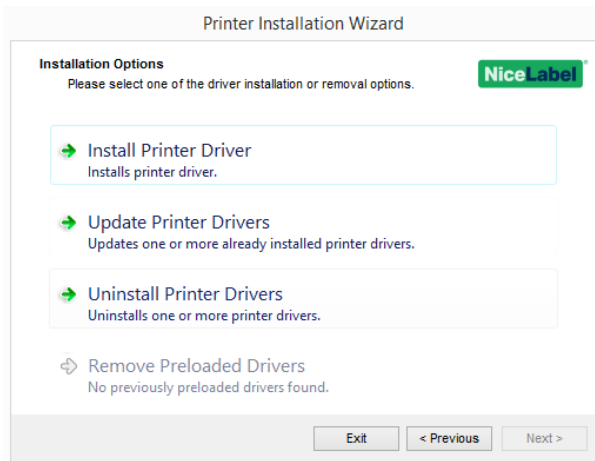 Printer Installation Wizard
Installation Options
Please select one of the driver installation or removal options.
NiceLabel
Install Printer Driver
Installs printer driver.
Update Printer Drivers
Updates one or more already installed printer drivers.
Uninstall Printer Drivers
Uninstalls one or more printer drivers.
Remove Preloaded Drivers
No previously preloaded drivers found.
Exit < Previous Next >